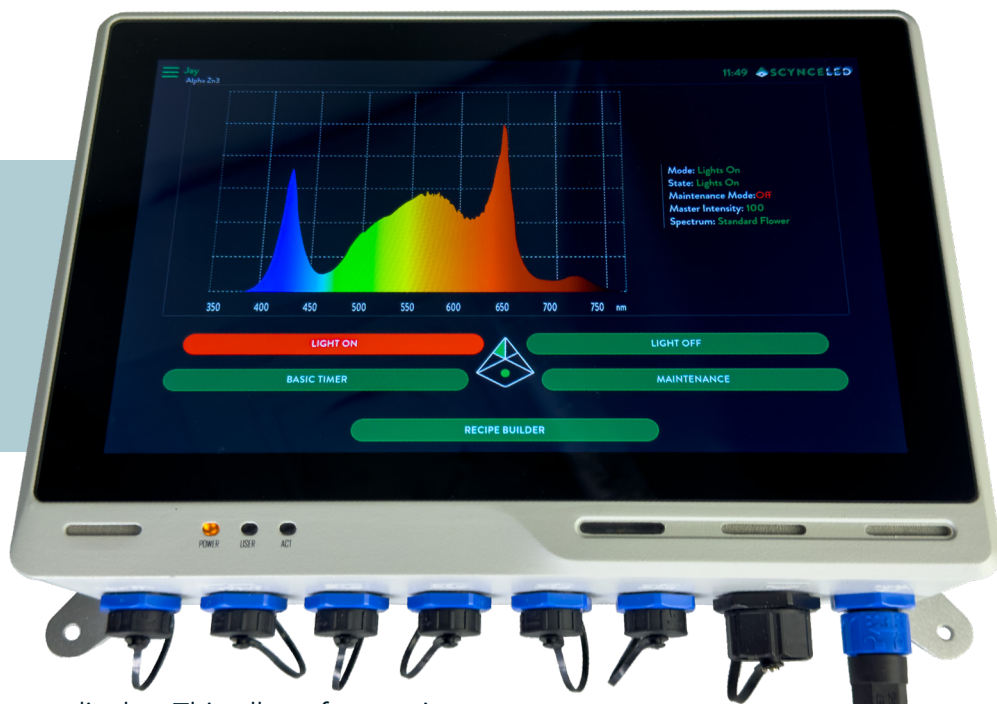 Jay
Alpha Zn3
11:49 SCYNCELED
Mode: Lights On
State: Lights On
Maintenance Mode:Off
Master Intensity: 100
Spectrum: Standard Flower
350 400 450 500 550 600 650 700 750 nm
LIGHT ON
LIGHT OFF
BASIC TIMER
MAINTENANCE
RECIPE BUILDER
POWER USER ACT